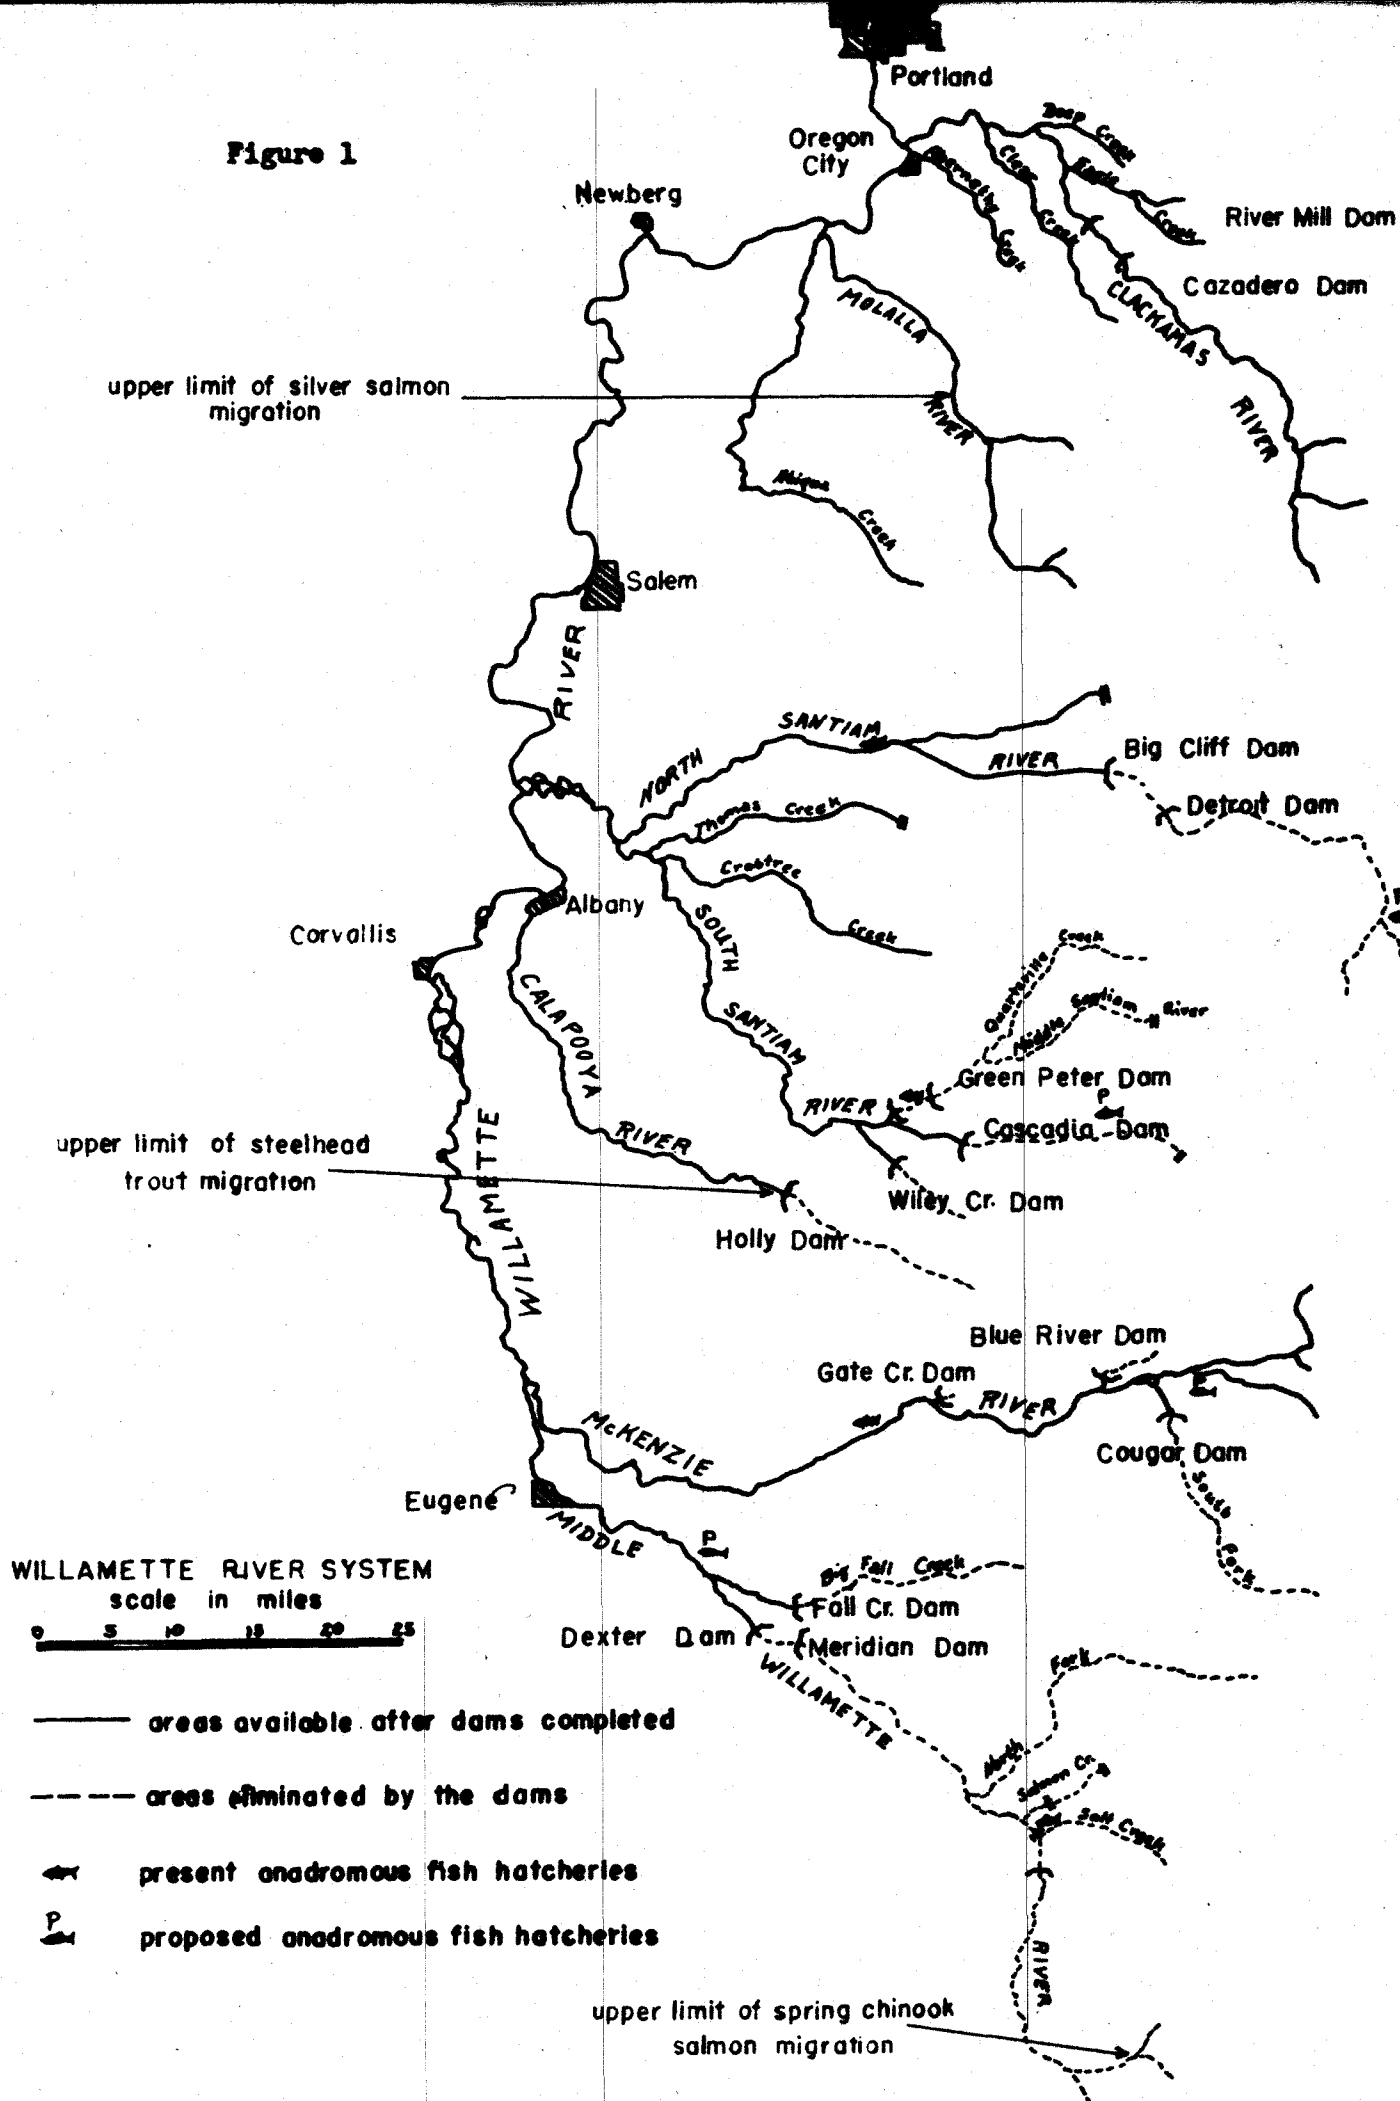 Portland
Figure 1
Oregon
City
Deep Creek
Clear Creek
Eagle Creek
Abernathy Creek
Newberg
River Mill Dam
Cazadero Dam
CLACKAMAS RIVER
MOLALLA RIVER
upper limit of silver salmon
migration
Abiqua Creek
Salem
RIVER
NORTH SANTIAM RIVER
Big Cliff Dam
Detroit Dam
Thomas Creek
Crabtree Creek
Albany
Corvallis
SOUTH SANTIAM RIVER
Quartzville Creek
Middle Santiam River
CALAPOOYA RIVER
Green Peter Dam
P
Cascadia Dam
upper limit of steelhead
trout migration
WILLAMETTE
Wiley Cr. Dam
Holly Dam
Blue River Dam
Gate Cr. Dam
McKENZIE RIVER
P
Cougar Dam
South Fork
Eugene
MIDDLE
P
Big Fall Creek
Fall Cr. Dam
Dexter Dam
Meridian Dam
WILLAMETTE
WILLAMETTE RIVER SYSTEM
scale in miles
0 5 10 15 20 25
North Fork
Salmon Cr.
Salt Creek
areas available after dams completed
areas eliminated by the dams
present anadromous fish hatcheries
P
proposed anadromous fish hatcheries
RIVER
upper limit of spring chinook
salmon migration